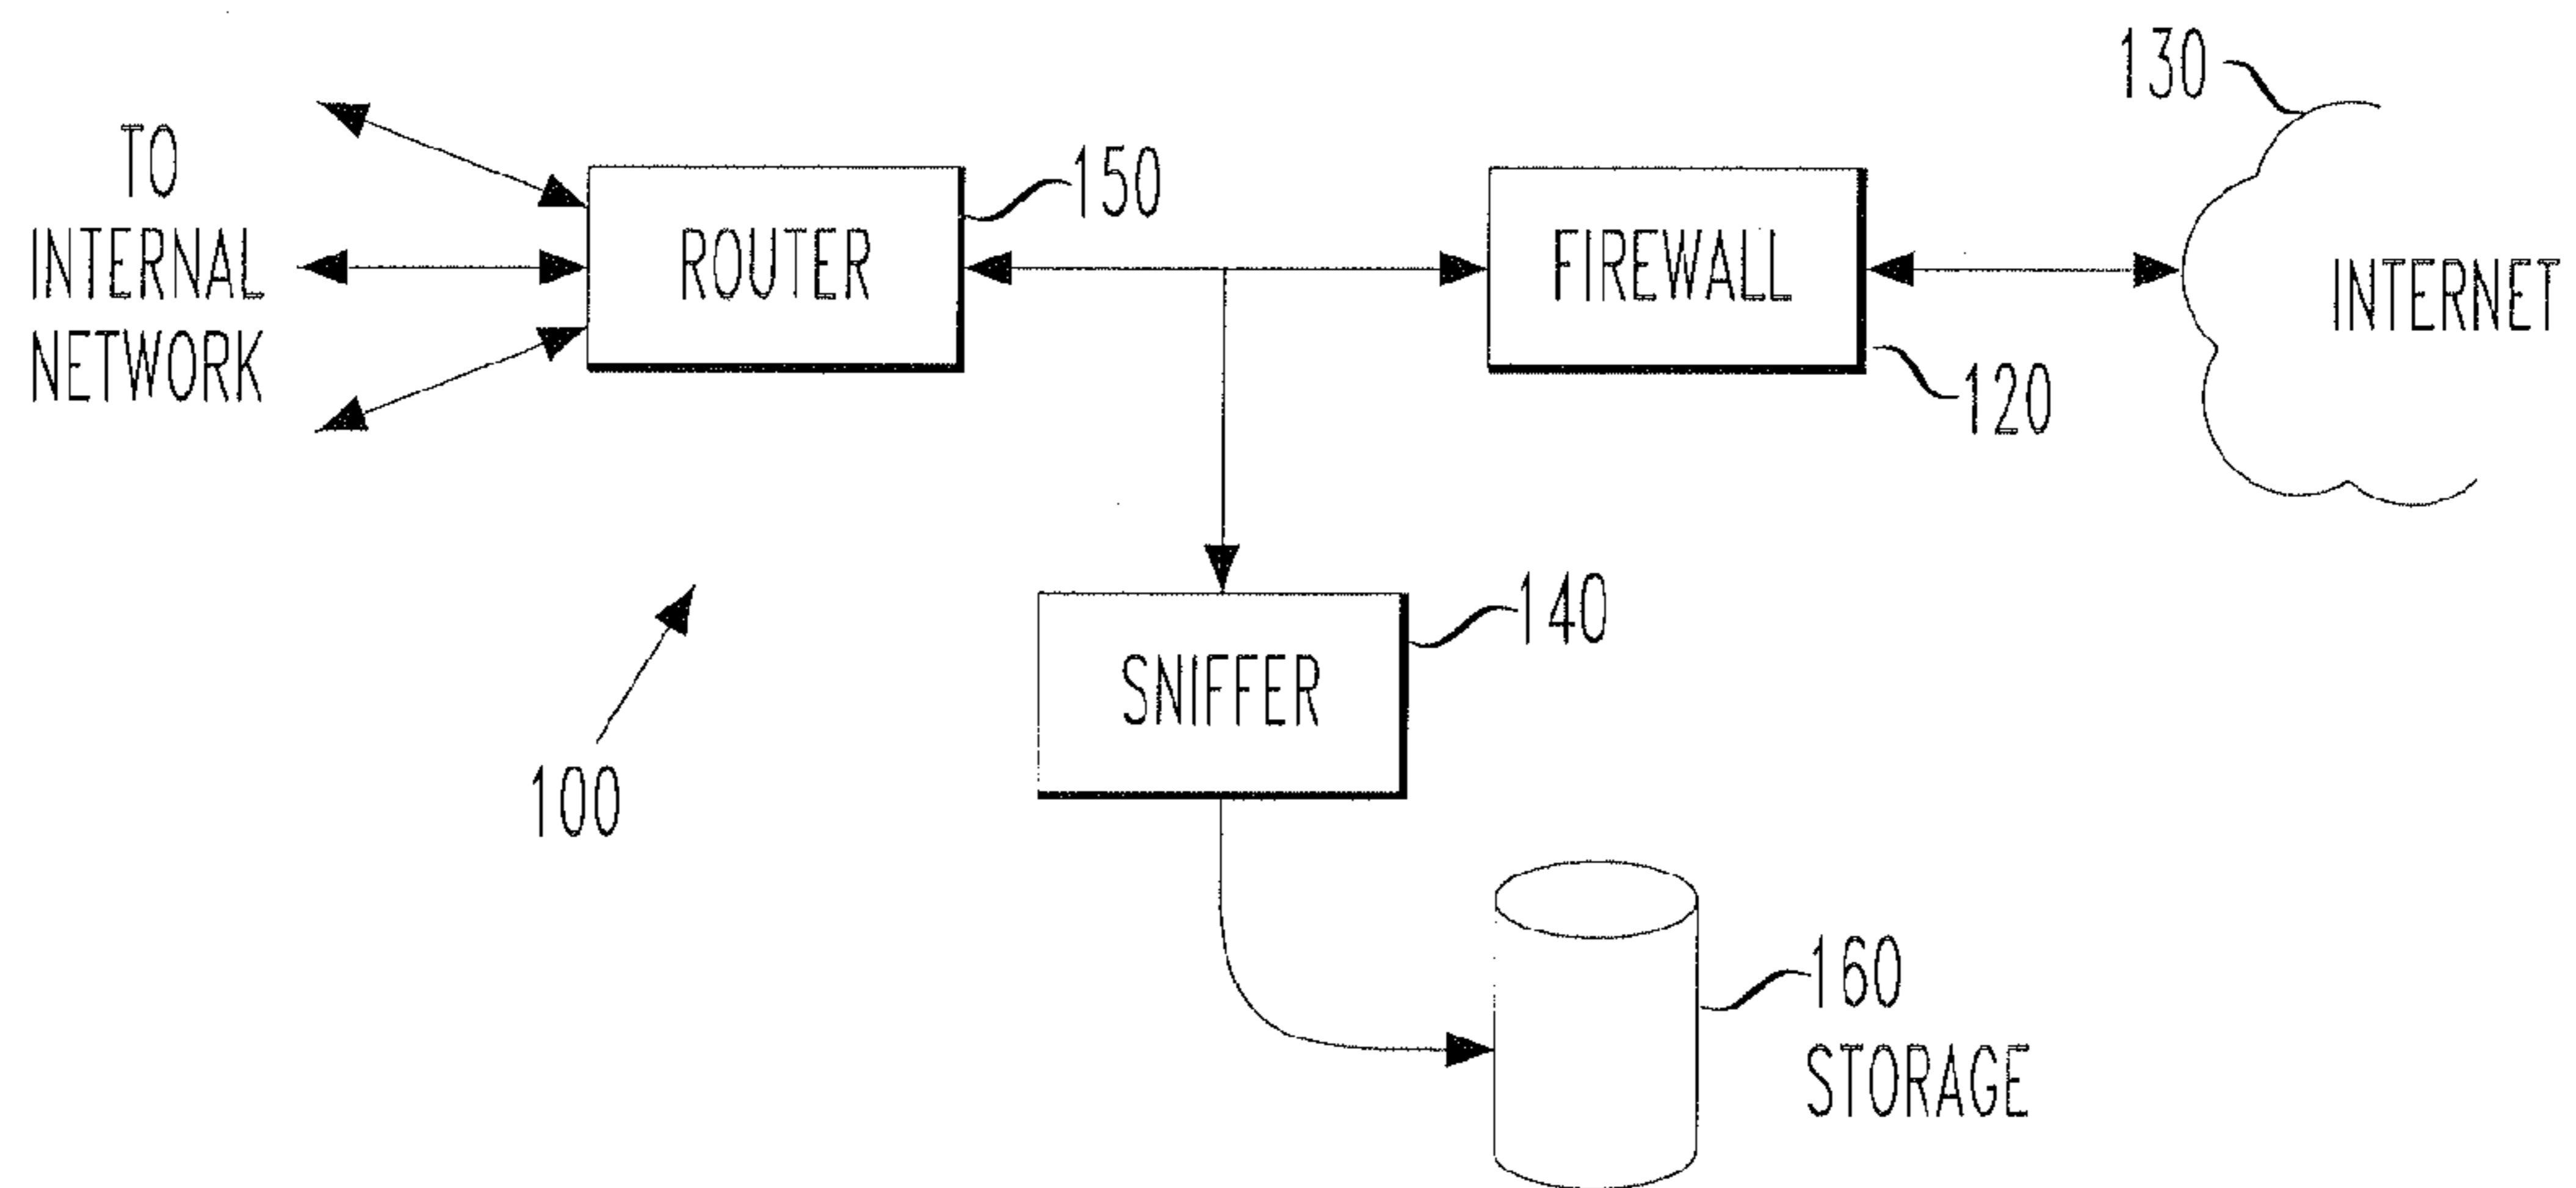 130
TO
INTERNAL
NETWORK
ROUTER
150
FIREWALL
120
INTERNET
SNIFFER
140
100
160
STORAGE